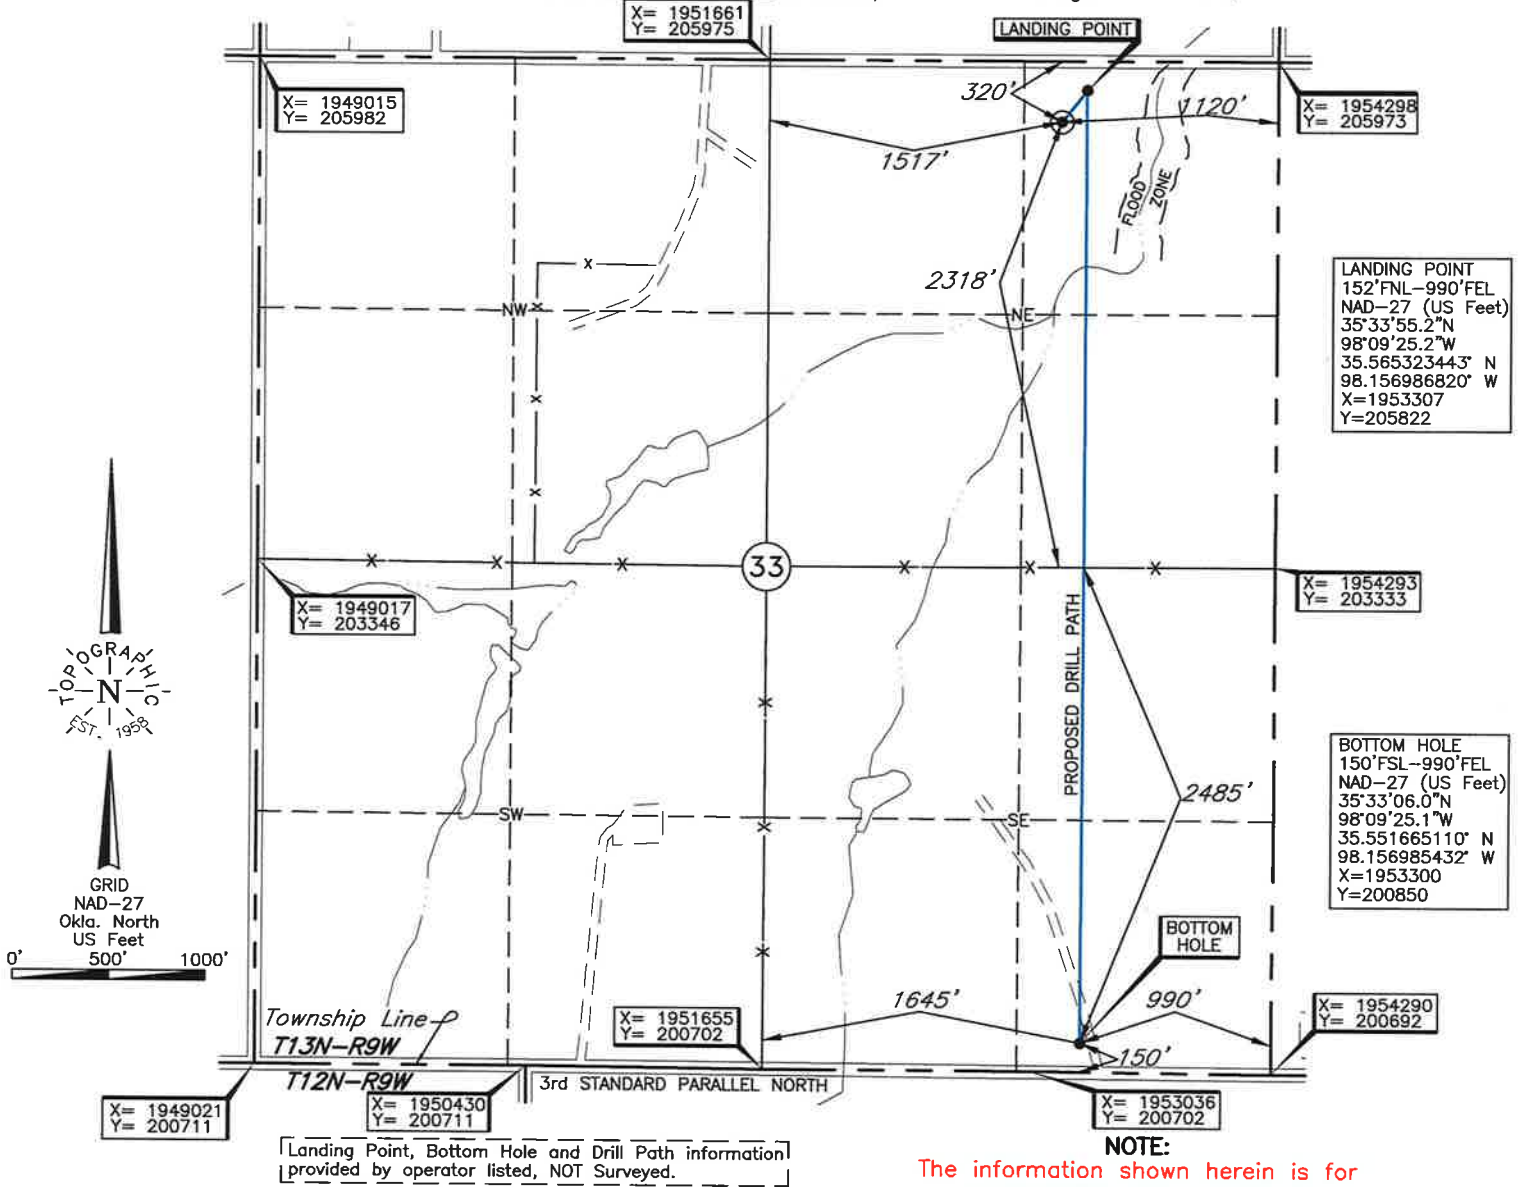 X= 1951661
Y= 205975
LANDING POINT
X= 1949015
Y= 205982
320'
1120'
X= 1954298
Y= 205973
1517'
FLOOD
ZONE
2318'
NW
NE
LANDING POINT
152'FNL-990'FEL
NAD-27 (US Feet)
35°33'55.2"N
98°09'25.2"W
35.565323443° N
98.156986820° W
X=1953307
Y=205822
33
X= 1949017
Y= 203346
X= 1954293
Y= 203333
TOPOGRAPHIC
N
EST. 1958
PROPOSED DRILL PATH
BOTTOM HOLE
150'FSL-990'FEL
NAD-27 (US Feet)
35°33'06.0"N
98°09'25.1"W
35.551665110° N
98.156985432° W
X=1953300
Y=200850
2485'
SW
SE
GRID
NAD-27
Okla. North
US Feet
0' 500' 1000'
BOTTOM
HOLE
1645'
990'
X= 1951655
Y= 200702
X= 1954290
Y= 200692
Township Line
T13N-R9W
150'
T12N-R9W
3rd STANDARD PARALLEL NORTH
X= 1949021
Y= 200711
X= 1950430
Y= 200711
X= 1953036
Y= 200702
Landing Point, Bottom Hole and Drill Path information
provided by operator listed, NOT Surveyed.
NOTE:
The information shown herein is for